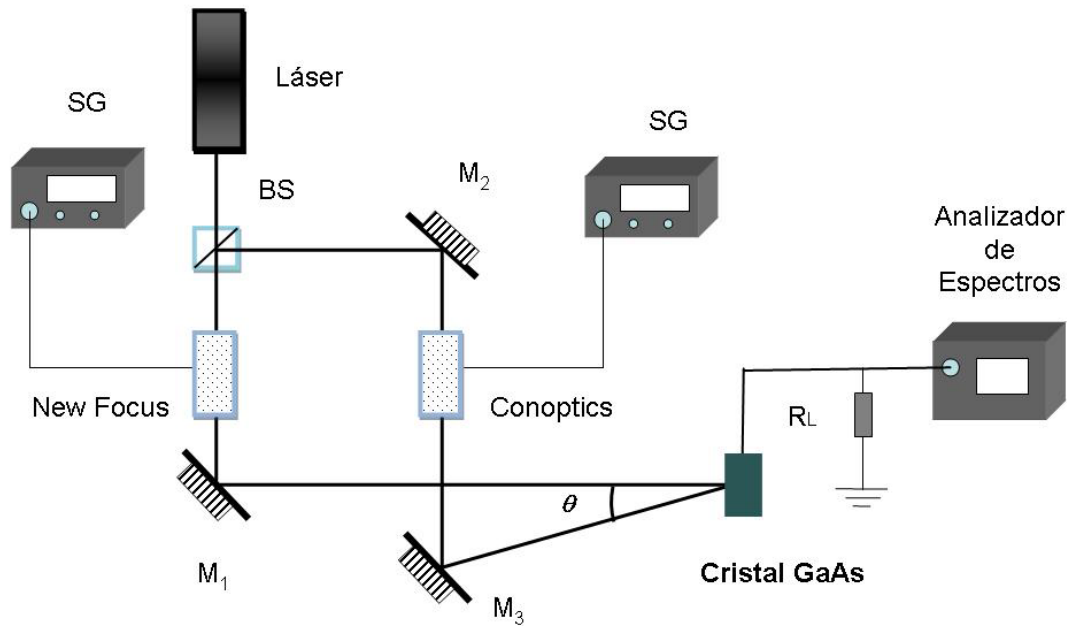 Láser
SG
SG
BS
M₂
Analizador
de
Espectros
New Focus
Conoptics
RL
θ
M₁
Cristal GaAs
M₃